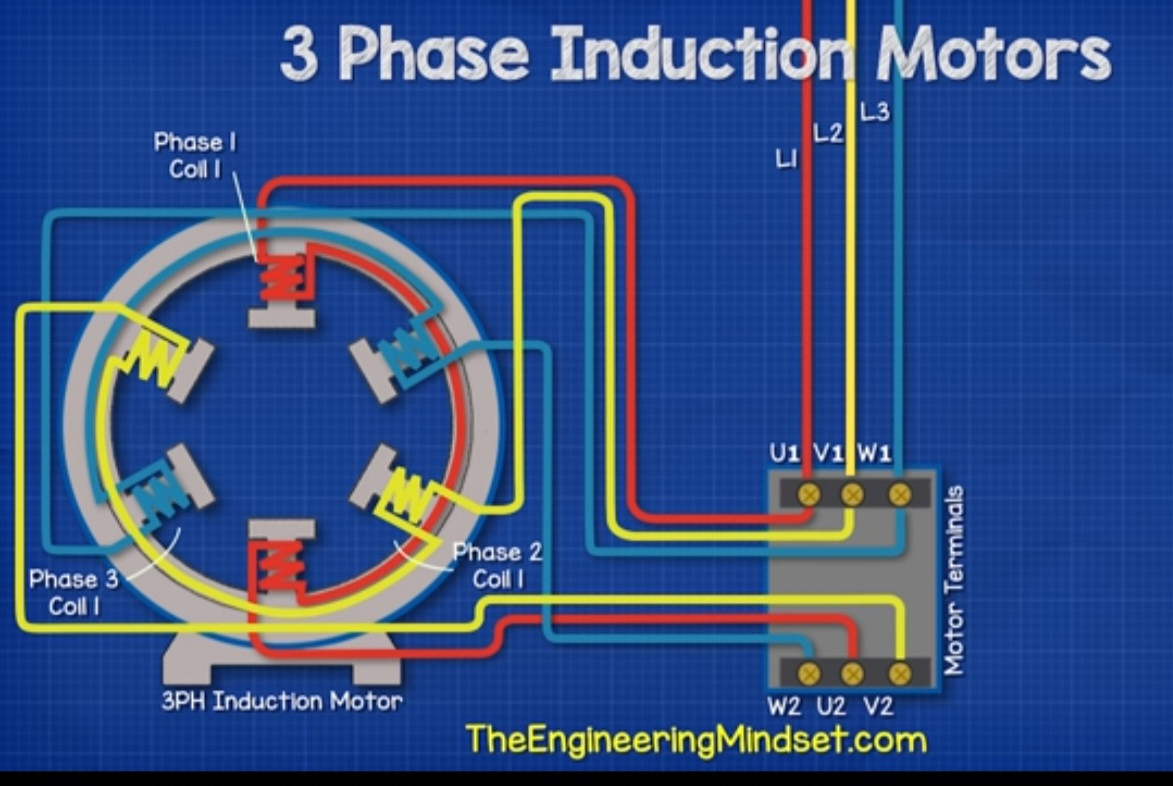 3 Phase Induction Motors
L3
L2
L1
Phase 1
Coil 1
U1 V1 W1
Motor Terminals
Phase 2
Coil 1
Phase 3
Coil 1
3PH Induction Motor
W2 U2 V2
TheEngineeringMindset.com